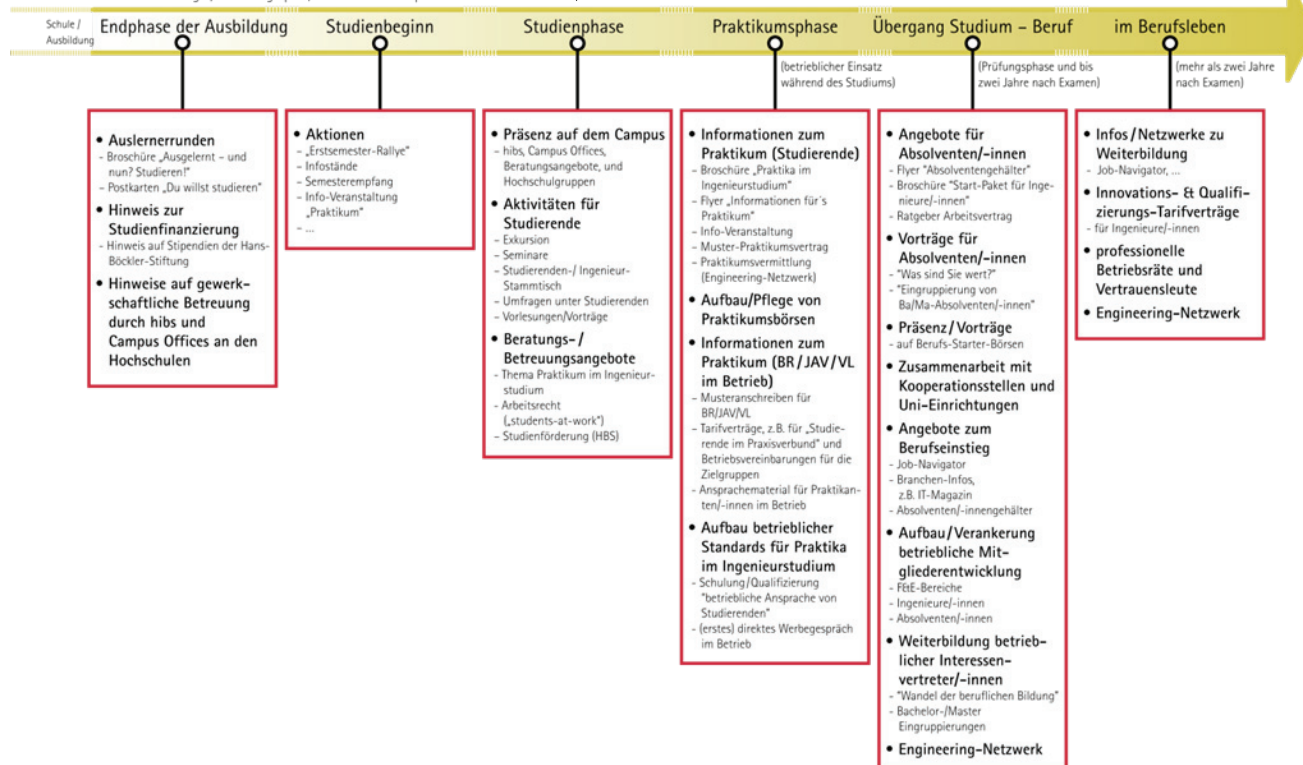 Schule /
Ausbildung
Endphase der Ausbildung
Studienbeginn
Studienphase
Praktikumsphase
(betrieblicher Einsatz
während des Studiums)
Übergang Studium – Beruf
(Prüfungsphase und bis
zwei Jahre nach Examen)
im Berufsleben
(mehr als zwei Jahre
nach Examen)
• Auslernerrunden
- Broschüre „Ausgelernt – und
nun? Studieren!“
- Postkarten „Du willst studieren“
• Hinweis zur
Studienfinanzierung
- Hinweis auf Stipendien der Hans-
Böckler-Stiftung
• Hinweise auf gewerk-
schaftliche Betreuung
durch hibs und
Campus Offices an den
Hochschulen
• Aktionen
– „Erstsemester-Rallye“
– Infostände
– Semesterempfang
– Info-Veranstaltung
„Praktikum“
– ...
• Präsenz auf dem Campus
– hibs, Campus Offices,
Beratungsangebote, und
Hochschulgruppen
• Aktivitäten für
Studierende
– Exkursion
– Seminare
– Studierenden-/ Ingenieur-
Stammtisch
– Umfragen unter Studierenden
– Vorlesungen/Vorträge
• Beratungs-/
Betreuungsangebote
– Thema Praktikum im Ingenieur-
studium
– Arbeitsrecht
(„students-at-work“)
– Studienförderung (HBS)
• Informationen zum
Praktikum (Studierende)
– Broschüre „Praktika im
Ingenieurstudium“
– Flyer „Informationen für´s
Praktikum“
– Info-Veranstaltung
– Muster-Praktikumsvertrag
– Praktikumsvermittlung
(Engineering-Netzwerk)
• Aufbau/Pflege von
Praktikumsbörsen
• Informationen zum
Praktikum (BR/JAV/VL
im Betrieb)
– Musteranschreiben für
BR/JAV/VL
– Tarifverträge, z.B. für „Studie-
rende im Praxisverbund“ und
Betriebsvereinbarungen für die
Zielgruppen
- Ansprachematerial für Praktikan-
ten/-innen im Betrieb
• Aufbau betrieblicher
Standards für Praktika
im Ingenieurstudium
- Schulung/Qualifizierung
"betriebliche Ansprache von
Studierenden"
- (erstes) direktes Werbegespräch
im Betrieb
• Angebote für
Absolventen/-innen
- Flyer "Absolventengehälter"
- Broschüre "Start-Paket für Inge-
nieure/-innen"
- Ratgeber Arbeitsvertrag
• Vorträge für
Absolventen/-innen
- "Was sind Sie wert?"
- "Eingruppierung von
Ba/Ma-Absolventen/-innen"
• Präsenz/Vorträge
- auf Berufs-Starter-Börsen
• Zusammenarbeit mit
Kooperationsstellen und
Uni-Einrichtungen
• Angebote zum
Berufseinstieg
- Job-Navigator
- Branchen-Infos,
z.B. IT-Magazin
- Absolventen/-innengehälter
• Aufbau/Verankerung
betriebliche Mit-
gliederentwicklung
- F&E-Bereiche
- Ingenieure/-innen
- Absolventen/-innen
• Weiterbildung betrieb-
licher Interessen-
vertreter/-innen
- "Wandel der beruflichen Bildung"
- Bachelor-/Master
Eingruppierungen
• Engineering-Netzwerk
• Infos/Netzwerke zu
Weiterbildung
- Job-Navigator, ...
• Innovations- & Qualifi-
zierungs-Tarifverträge
- für Ingenieure/-innen
• professionelle
Betriebsräte und
Vertrauensleute
• Engineering-Netzwerk